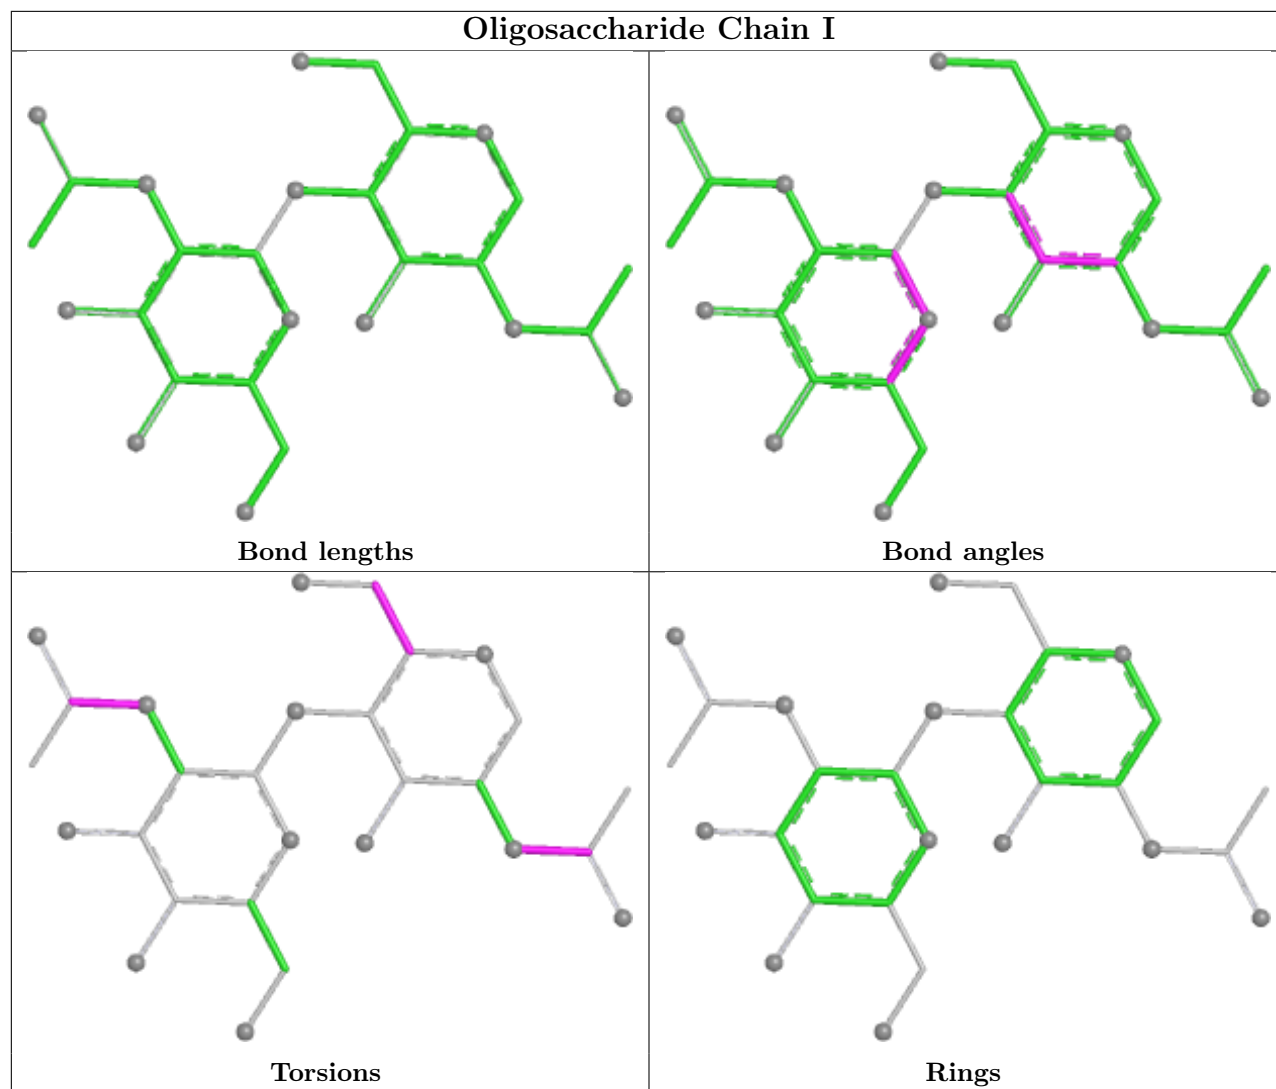 Oligosaccharide Chain I
Bond lengths
Bond angles
Torsions
Rings